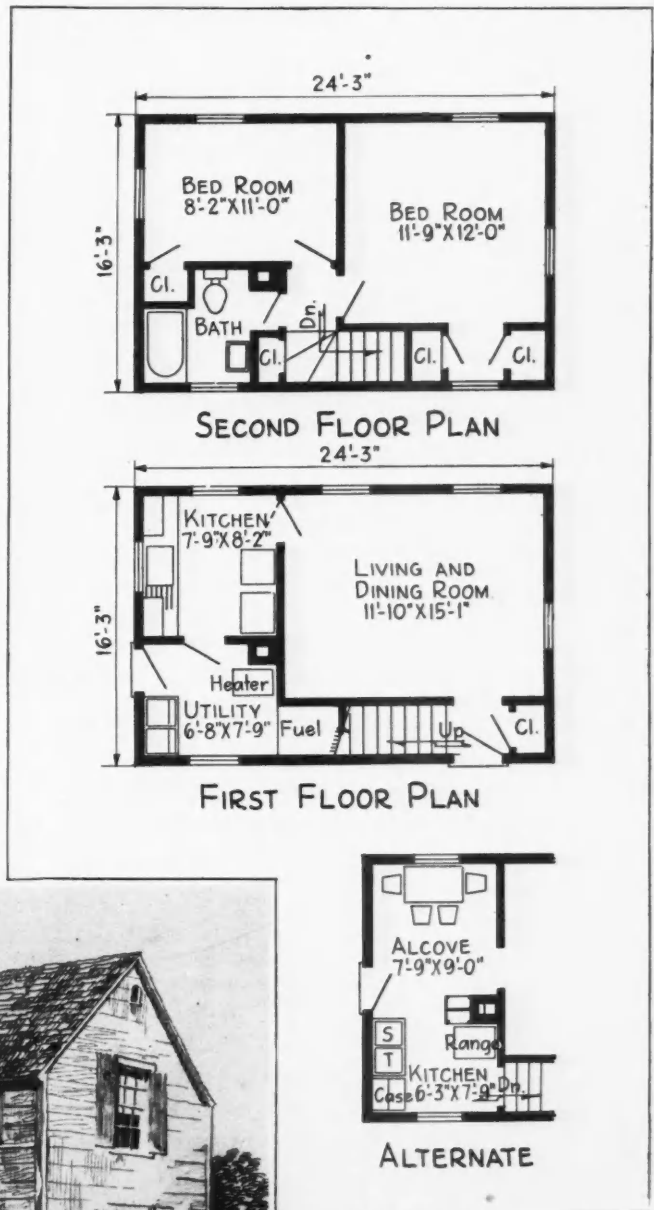 24'-3"
16'-3"
BED ROOM
8'-2"X11'-0"
BED ROOM
11'-9"X12'-0"
Cl.
BATH
Cl.
Dn.
Cl.
Cl.
SECOND FLOOR PLAN
24'-3"
16'-3"
KITCHEN
7'-9"X8'-2"
LIVING AND
DINING ROOM
11'-10"X15'-1"
Heater
UTILITY
6'-8"X7'-9"
Fuel
Up
Cl.
FIRST FLOOR PLAN
ALCOVE
7'-9"X9'-0"
S
T
Range
KITCHEN
Case
6'-3"X7'-9"
Dn.
ALTERNATE